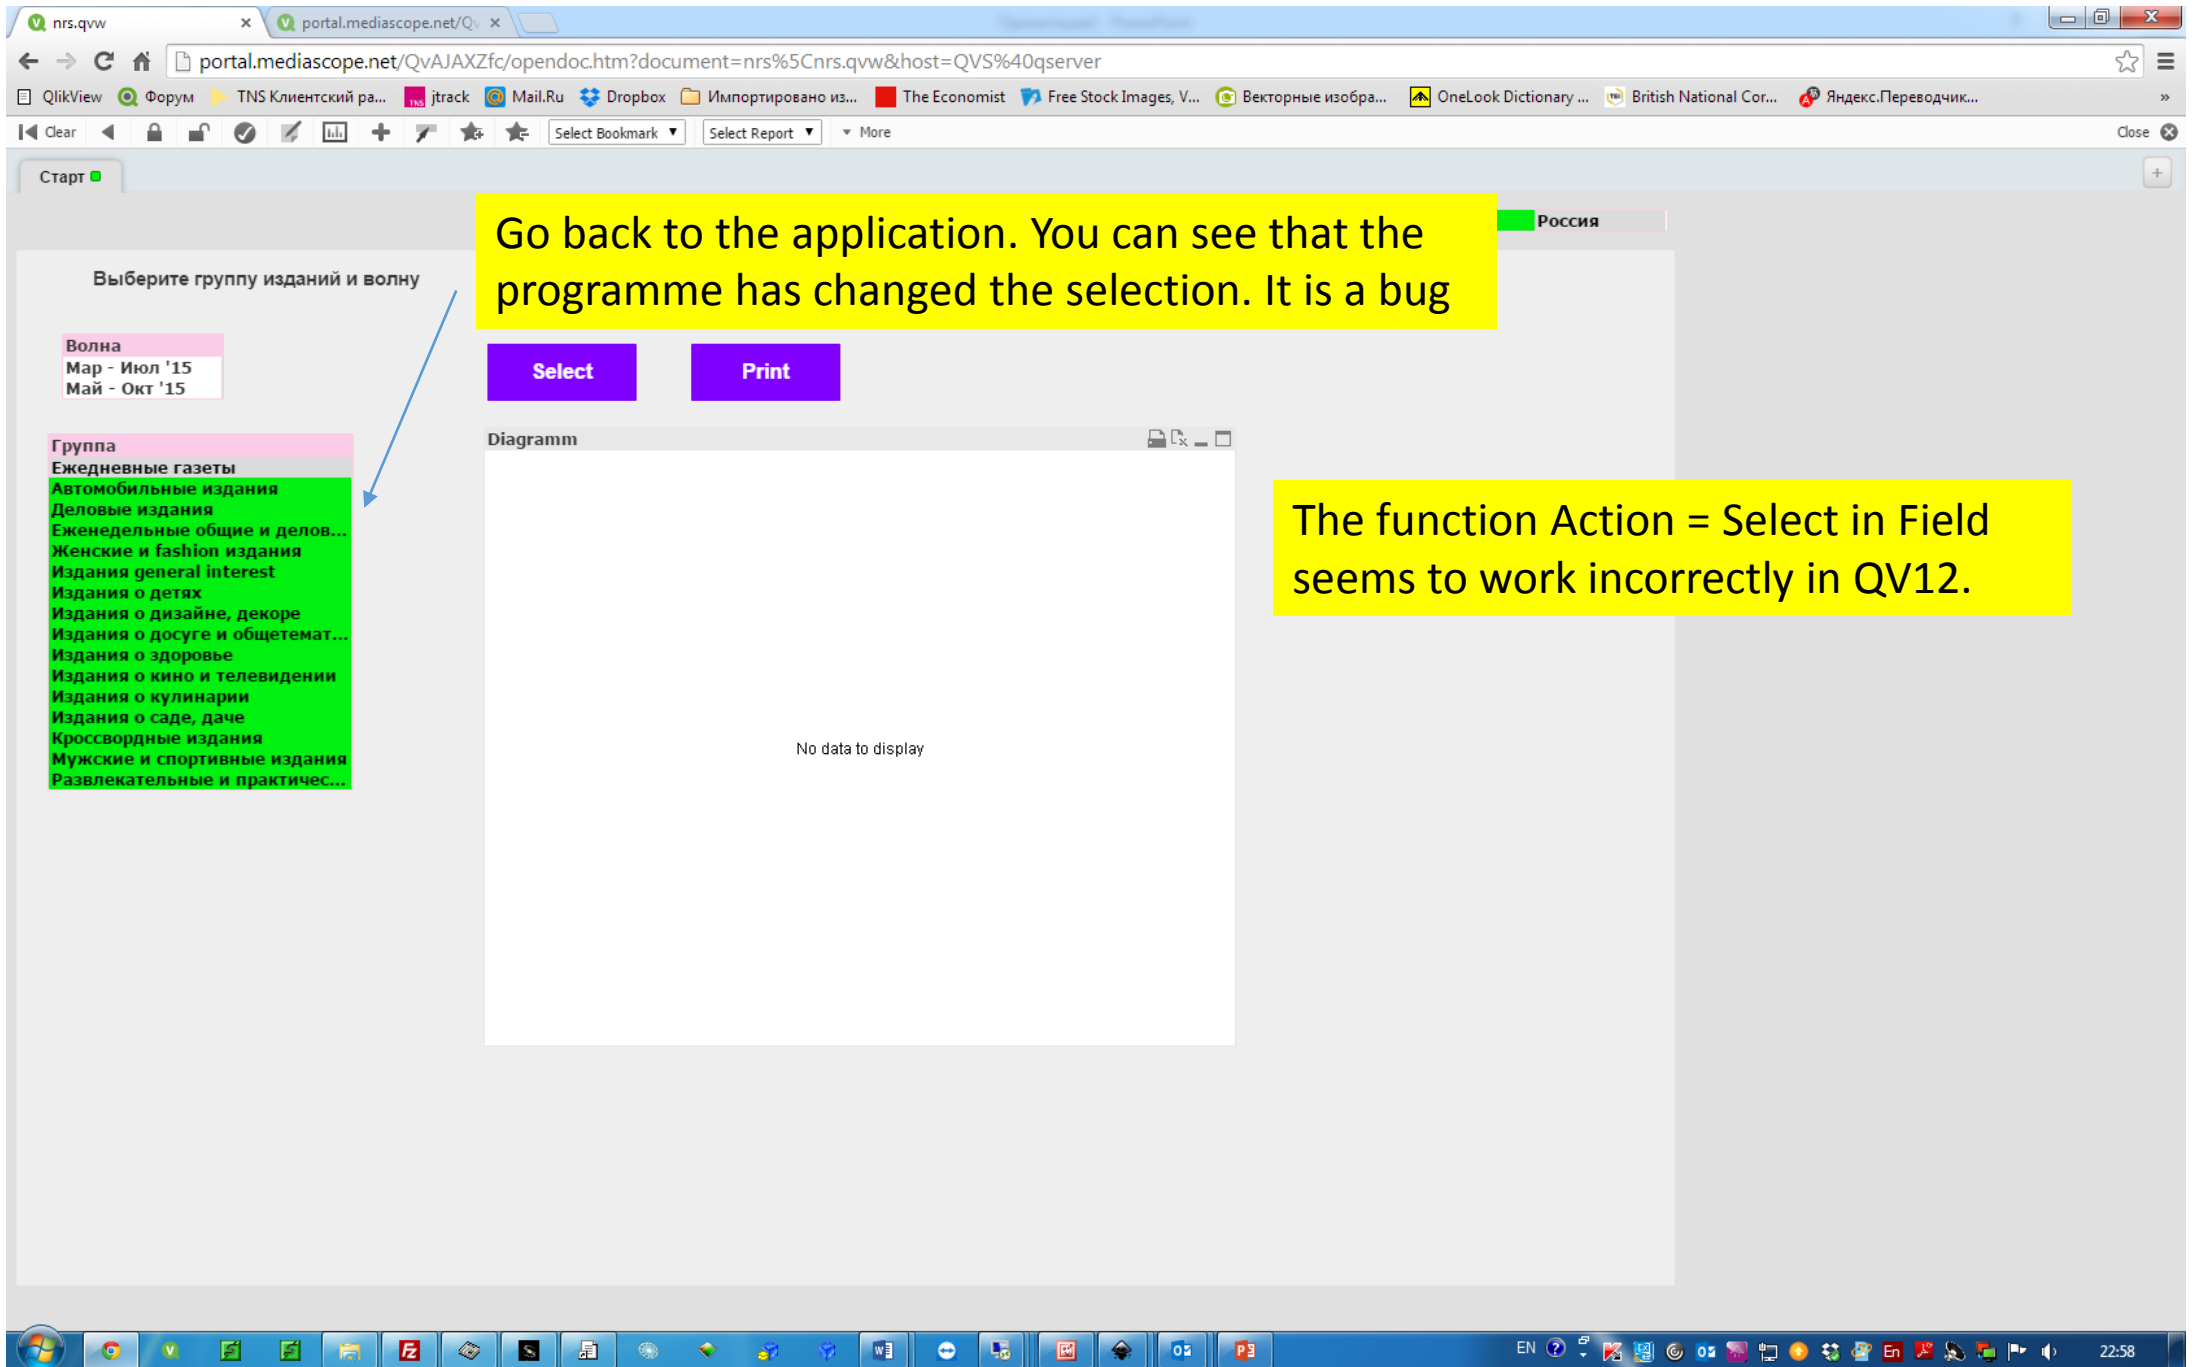 nrs.qvw
portal.mediascope.net/Qv
portal.mediascope.net/QvAJAXZfc/opendoc.htm?document=nrs%5Cnrs.qvw&host=QVS%40qserver
QlikView Форум TNS Клиентский ра... jtrack Mail.Ru Dropbox Импортировано из... The Economist Free Stock Images, V... Векторные изобра... OneLook Dictionary ... British National Cor... Яндекс.Переводчик... »
Clear Select Bookmark ▼ Select Report ▼ ▼ More Close
Старт
Go back to the application. You can see that the
programme has changed the selection. It is a bug
Россия
Выберите группу изданий и волну
Волна
Мар - Июл '15
Май - Окт '15
Select
Print
Группа
Ежедневные газеты
Автомобильные издания
Деловые издания
Еженедельные общие и делов...
Женские и fashion издания
Издания general interest
Издания о детях
Издания о дизайне, декоре
Издания о досуге и общетемат...
Издания о здоровье
Издания о кино и телевидении
Издания о кулинарии
Издания о саде, даче
Кроссвордные издания
Мужские и спортивные издания
Развлекательные и практичес...
Diagramm
No data to display
The function Action = Select in Field
seems to work incorrectly in QV12.
EN
22:58